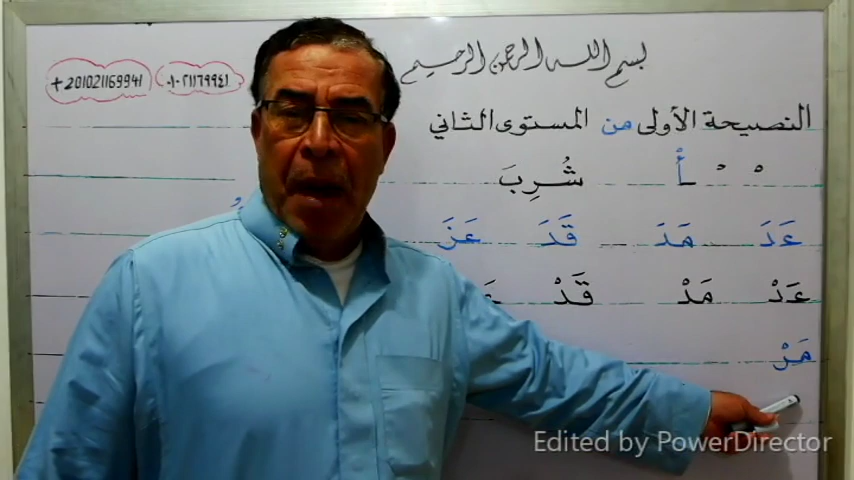 بسم الله الرحمن الرحيم
+201021169941 ٠١٠٢١١٦٩٩٤١
النصيحة الأولى من المستوى الثاني
أْ شُرِبَ
عَدَ مَدَ قَدَ عَنَ
عَدْ مَدْ قَدْ
مَرْ
Edited by PowerDirector